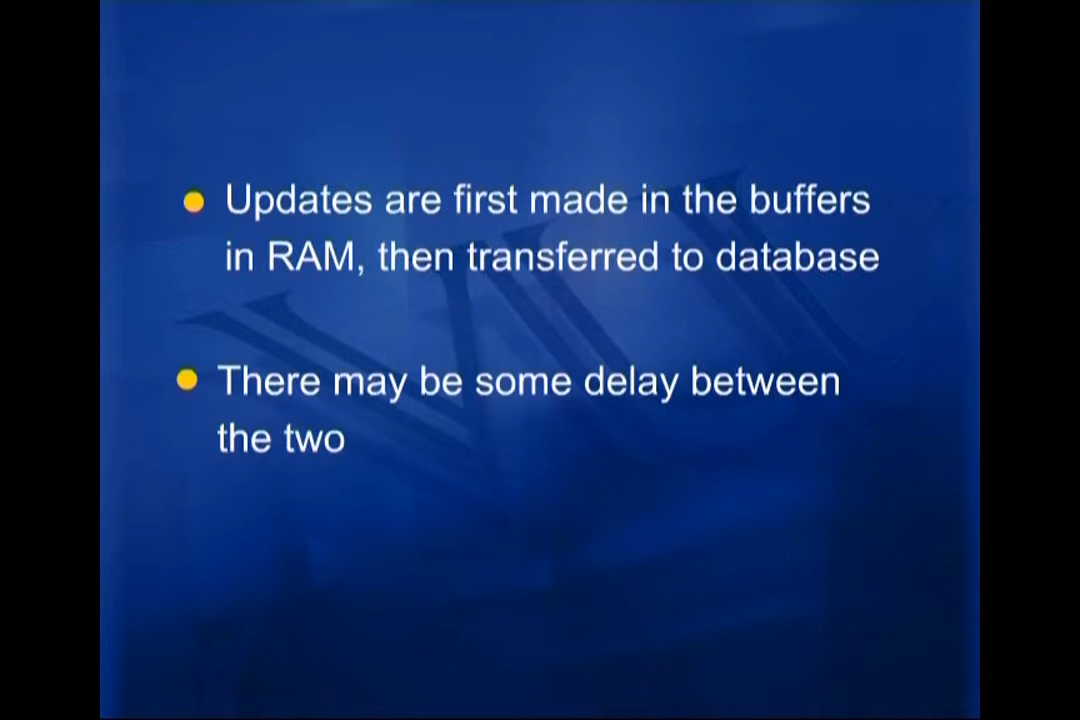 Updates are first made in the buffers
in RAM, then transferred to database
There may be some delay between
the two
VU